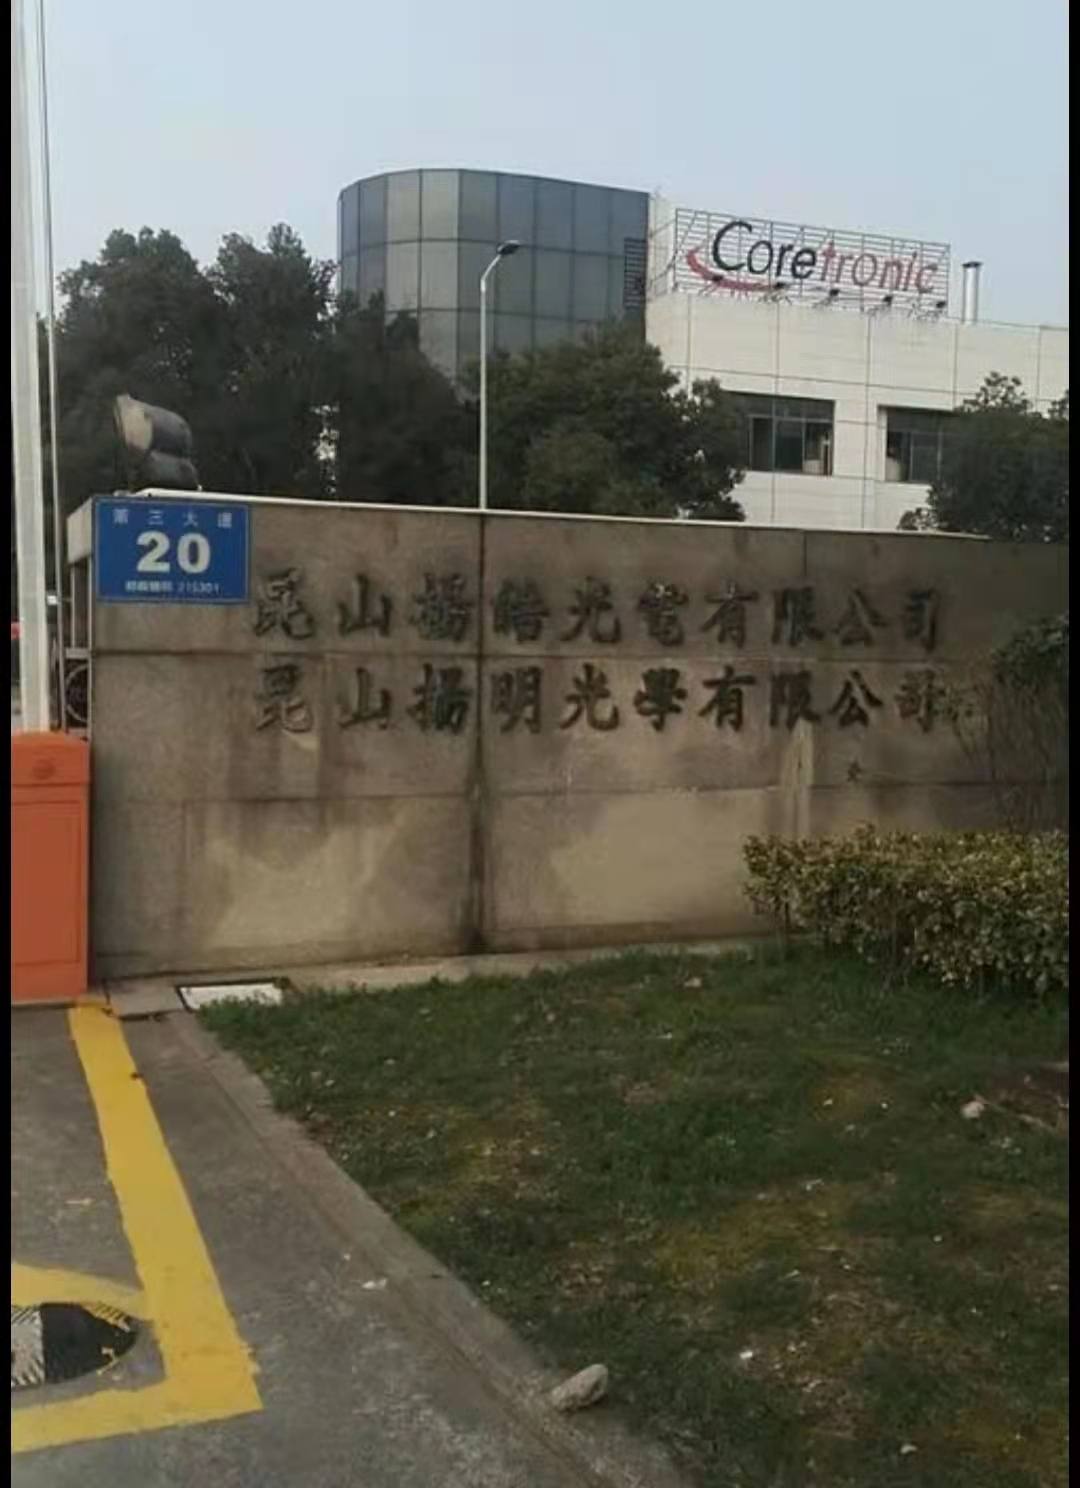 Coretronic
第三大道
20
邮政编码 215301
昆山揚皓光電有限公司
昆山揚明光學有限公司